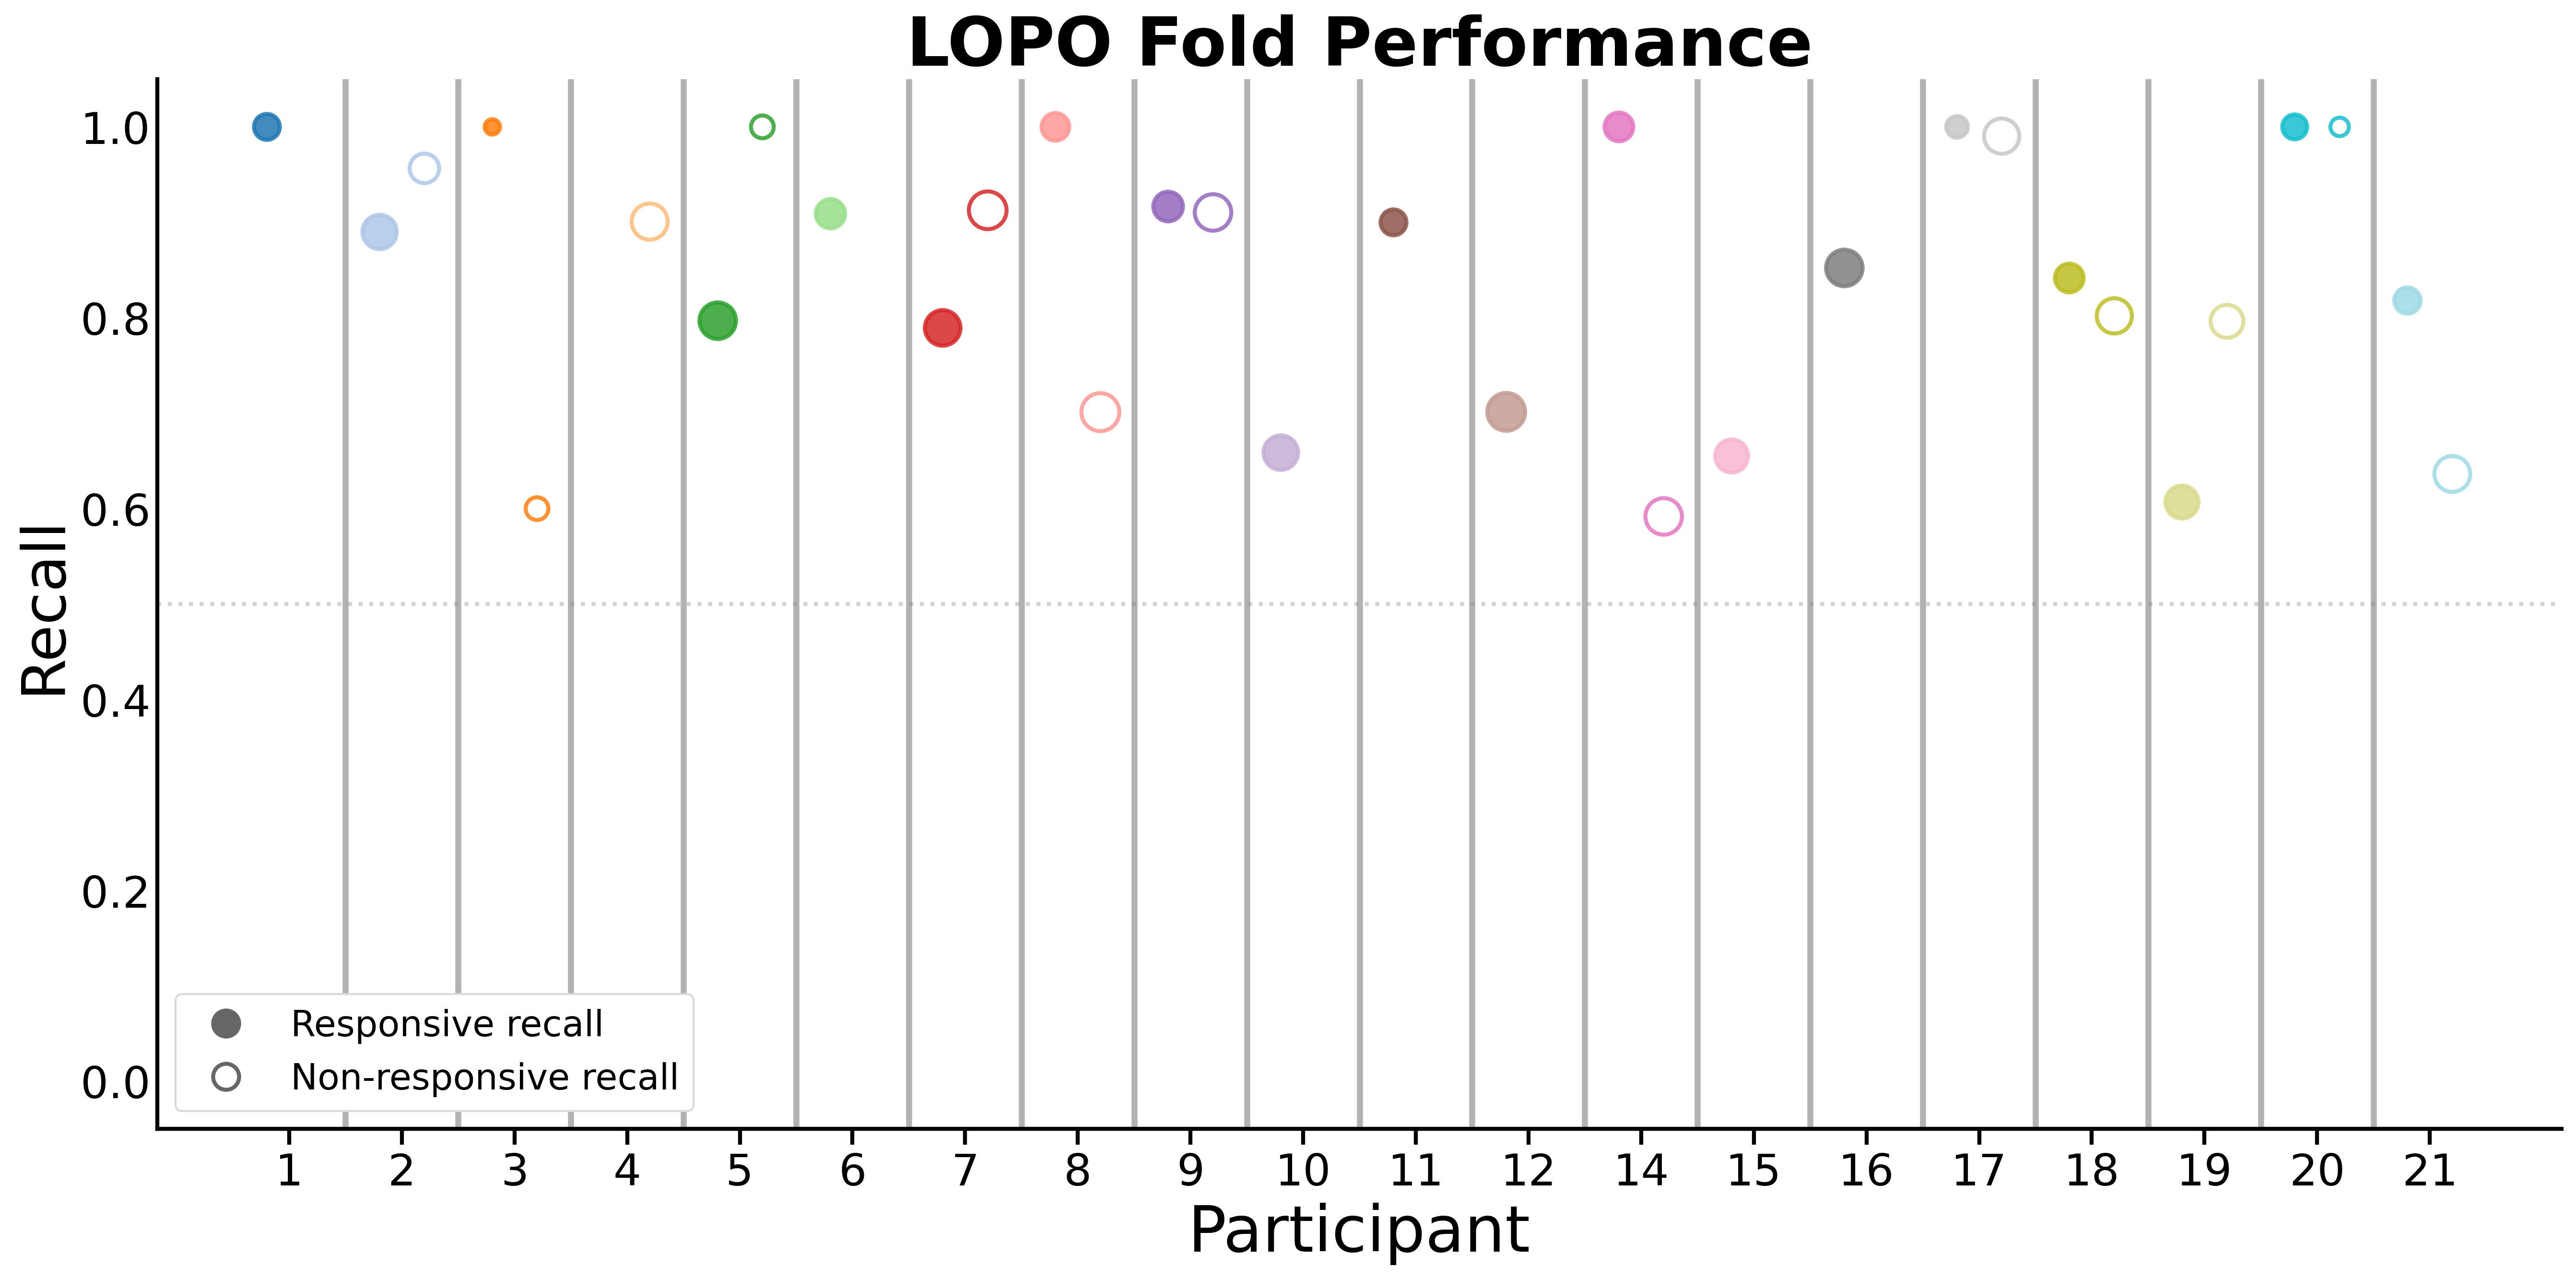 LOPO Fold Performance
Recall
1.0
0.8
0.6
0.4
0.2
0.0
Responsive recall
Non-responsive recall
1 2 3 4 5 6 7 8 9 10 11 12 14 15 16 17 18 19 20 21
Participant